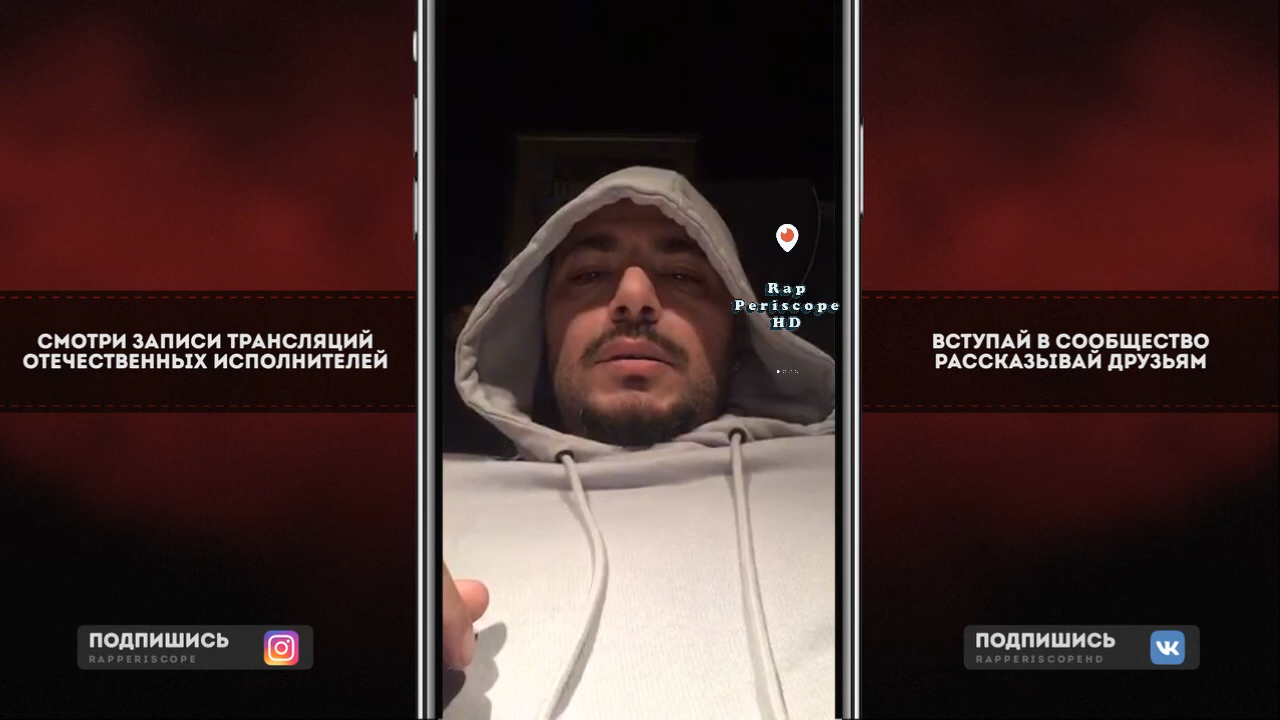 СМОТРИ ЗАПИСИ ТРАНСЛЯЦИЙ
ОТЕЧЕСТВЕННЫХ ИСПОЛНИТЕЛЕЙ
Rap
Periscope
HD
ВСТУПАЙ В СООБЩЕСТВО
РАССКАЗЫВАЙ ДРУЗЬЯМ
ПОДПИШИСЬ
RAPPERISCOPE
ПОДПИШИСЬ
RAPPERISCOPEHD